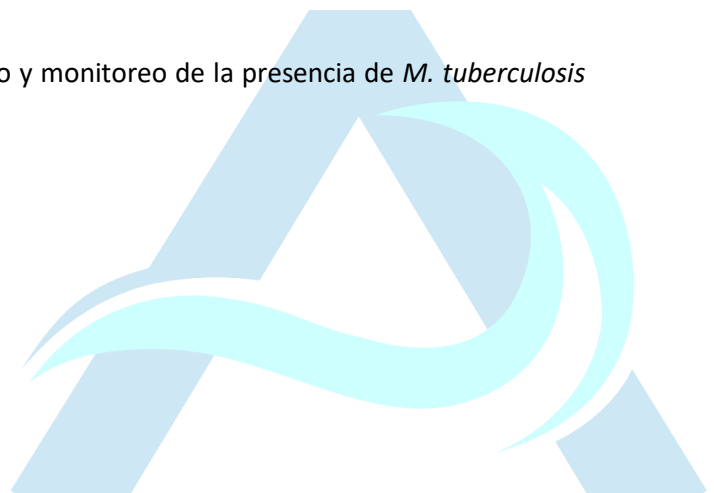 o y monitoreo de la presencia de M. tuberculosis